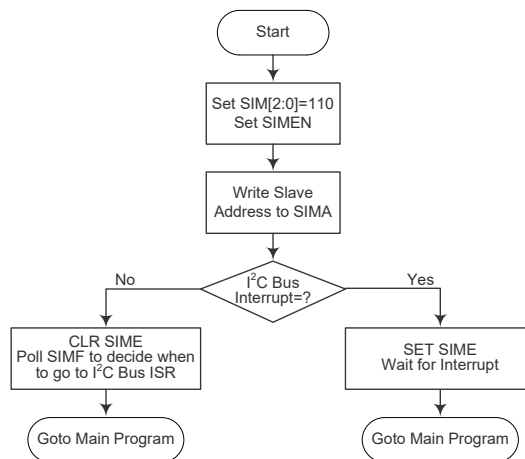 Start
Set SIM[2:0]=110
Set SIMEN
Write Slave
Address to SIMA
I²C Bus
Interrupt=?
No
Yes
CLR SIME
Poll SIMF to decide when
to go to I²C Bus ISR
SET SIME
Wait for Interrupt
Goto Main Program
Goto Main Program